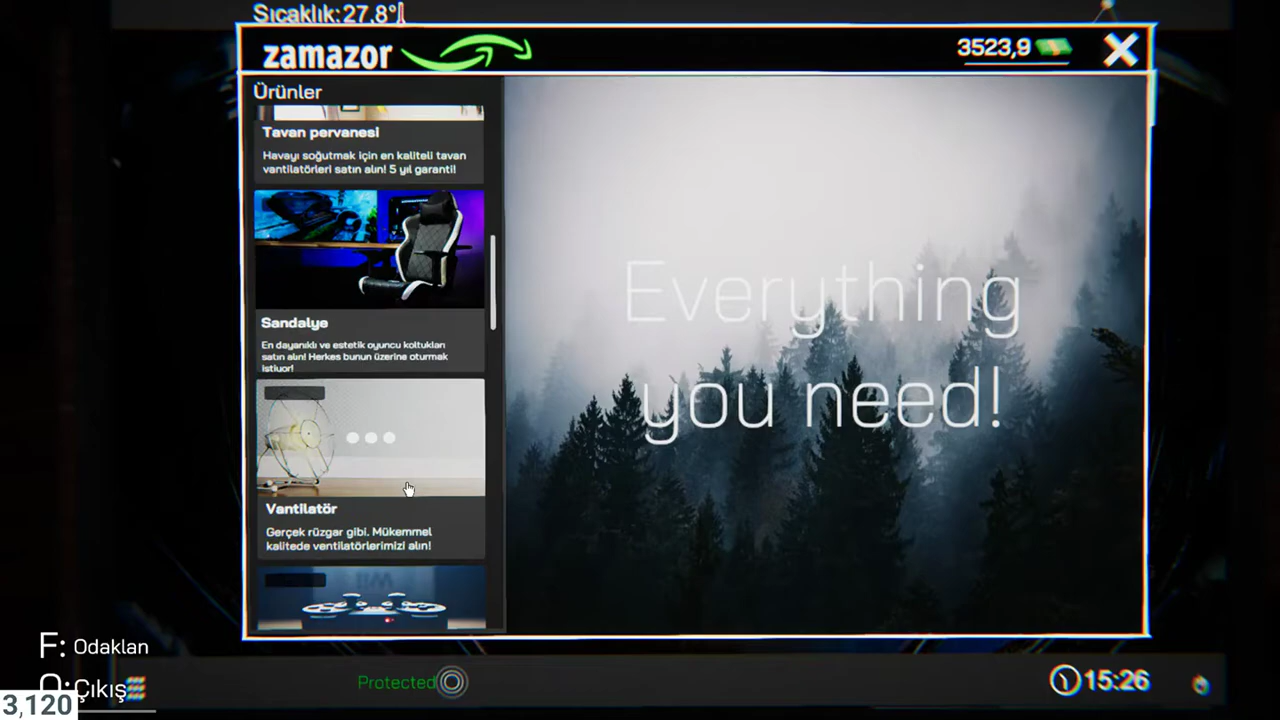 Sıcaklık: 27,8°
zamazor
3523,9
Ürünler
Tavan pervanesi
Havayı soğutmak için en kaliteli tavan
vantilatörleri satın alın! 5 yıl garanti!
Sandalye
En dayanıklı ve estetik oyuncu koltukları
satın alın! Herkes bunun üzerine oturmak
istiyor!
Vantilatör
Gerçek rüzgar gibi. Mükemmel
kalitede ventilatörlerimizi alın!
Everything
you need!
F: Odaklan
Q: Çıkış
Protected
15:26
3,120